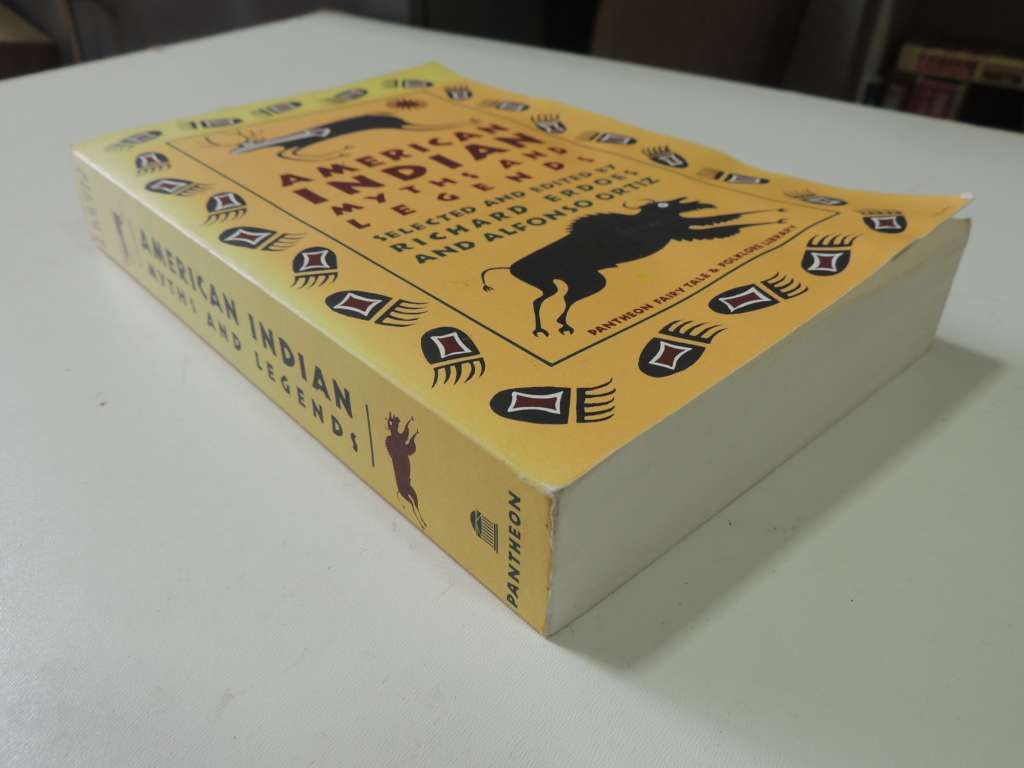 AMERICAN
INDIAN
MYTHS AND
LEGENDS
SELECTED AND EDITED BY
RICHARD ERDOES
AND ALFONSO ORTIZ
PANTHEON FAIRY TALE & FOLKLORE LIBRARY
AMERICAN INDIAN
MYTHS AND LEGENDS
PANTHEON